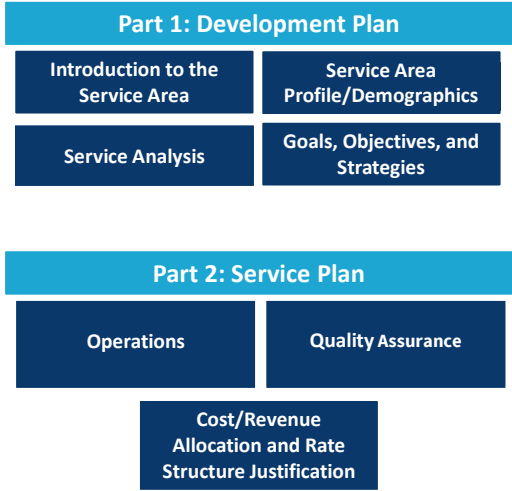 Part 1: Development Plan
Introduction to the
Service Area
Service Area
Profile/Demographics
Service Analysis
Goals, Objectives, and
Strategies
Part 2: Service Plan
Operations
Quality Assurance
Cost/Revenue
Allocation and Rate
Structure Justification